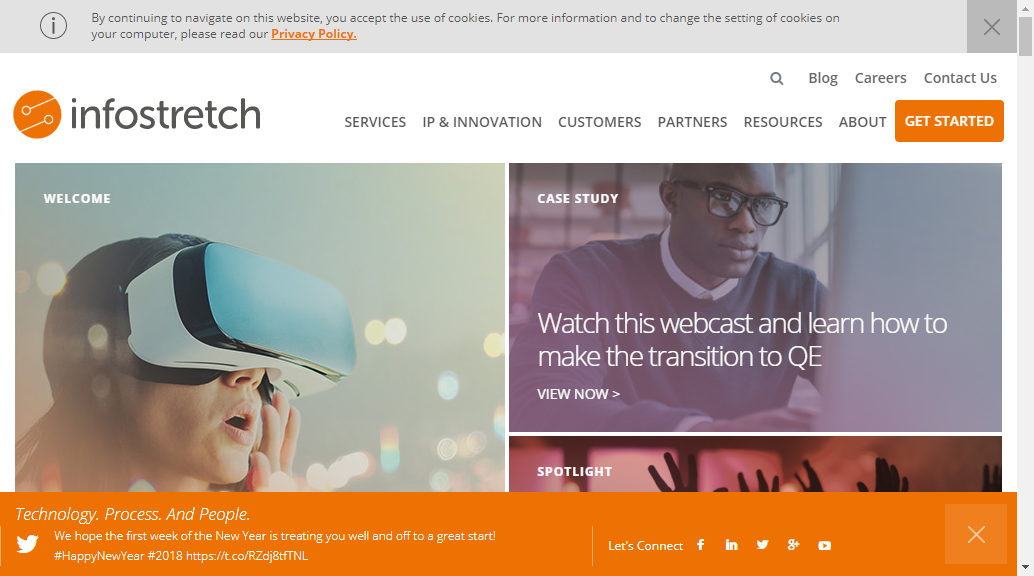 By continuing to navigate on this website, you accept the use of cookies. For more information and to change the setting of cookies on
your computer, please read our Privacy Policy.
Blog Careers Contact Us
infostretch
SERVICES IP & INNOVATION CUSTOMERS PARTNERS RESOURCES ABOUT GET STARTED
WELCOME
CASE STUDY
Watch this webcast and learn how to
make the transition to QE
VIEW NOW >
SPOTLIGHT
Technology. Process. And People.
We hope the first week of the New Year is treating you well and off to a great start!
#HappyNewYear #2018 https://t.co/RZdj8tfTNL
Let's Connect